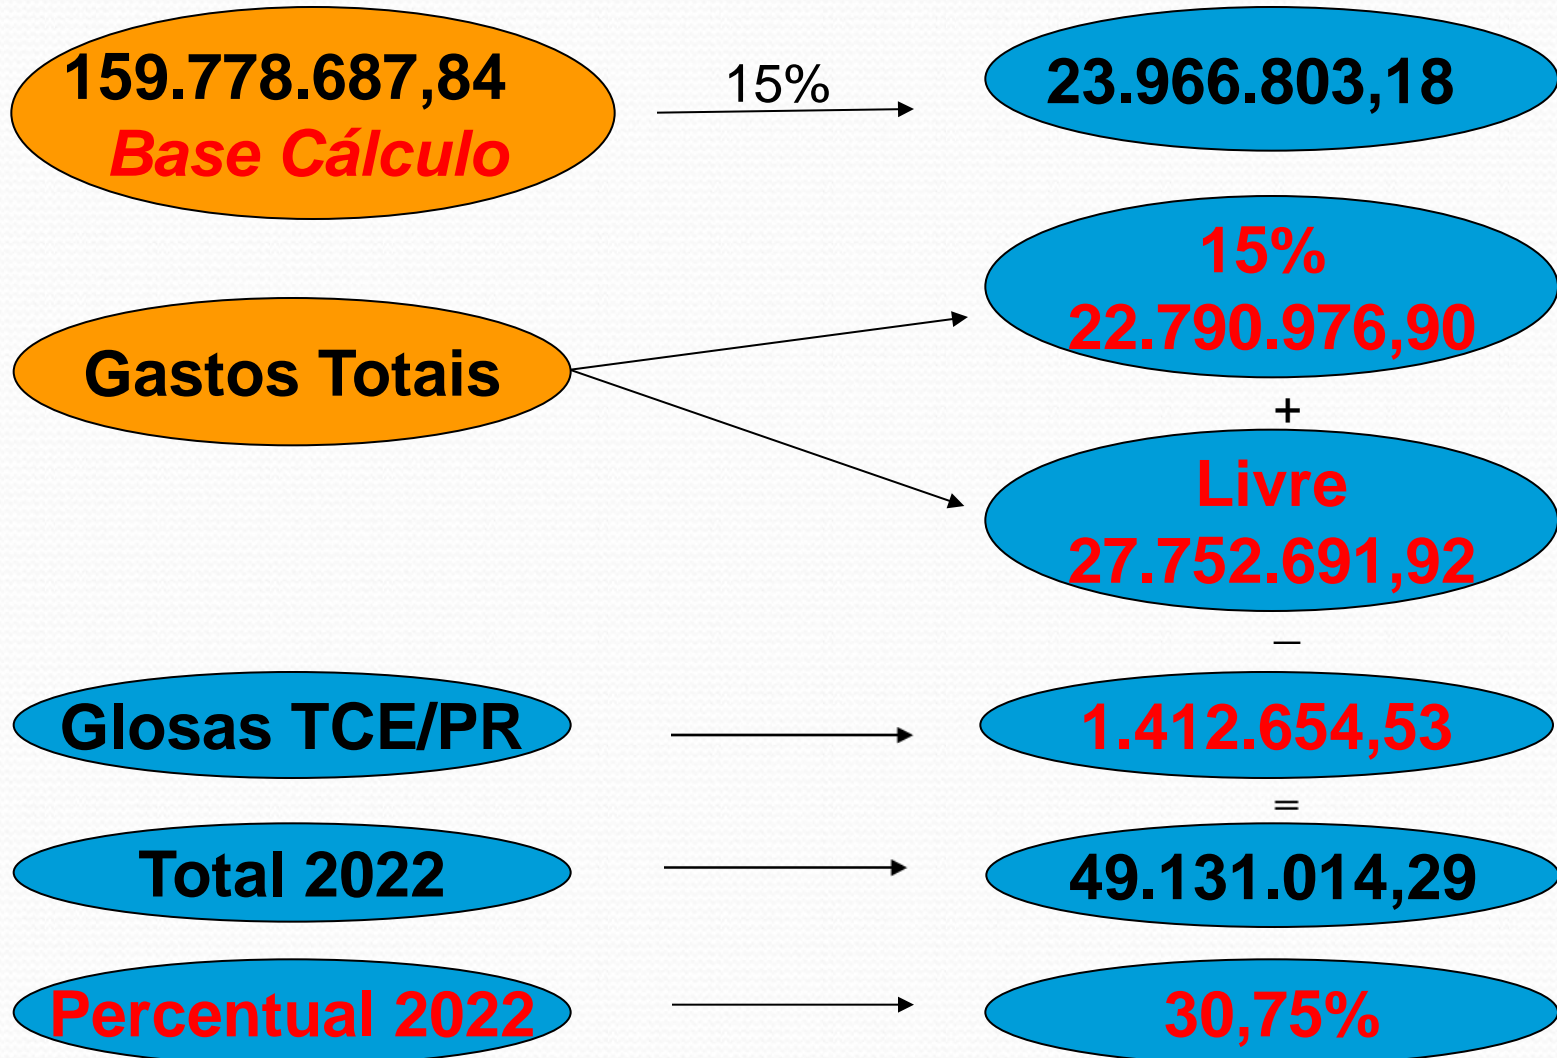 159.778.687,84
Base Cálculo
15%
23.966.803,18
Gastos Totais
15%
22.790.976,90
+
Livre
27.752.691,92
–
Glosas TCE/PR
1.412.654,53
=
Total 2022
49.131.014,29
Percentual 2022
30,75%